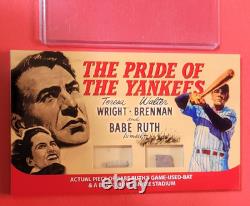 THE PRIDE OF
THE YANKEES
Teresa Walter
WRIGHT - BRENNAN
and
BABE RUTH
ACTUAL PIECE OF BABE RUTH'S GAME-USED-BAT
& A STADIUM